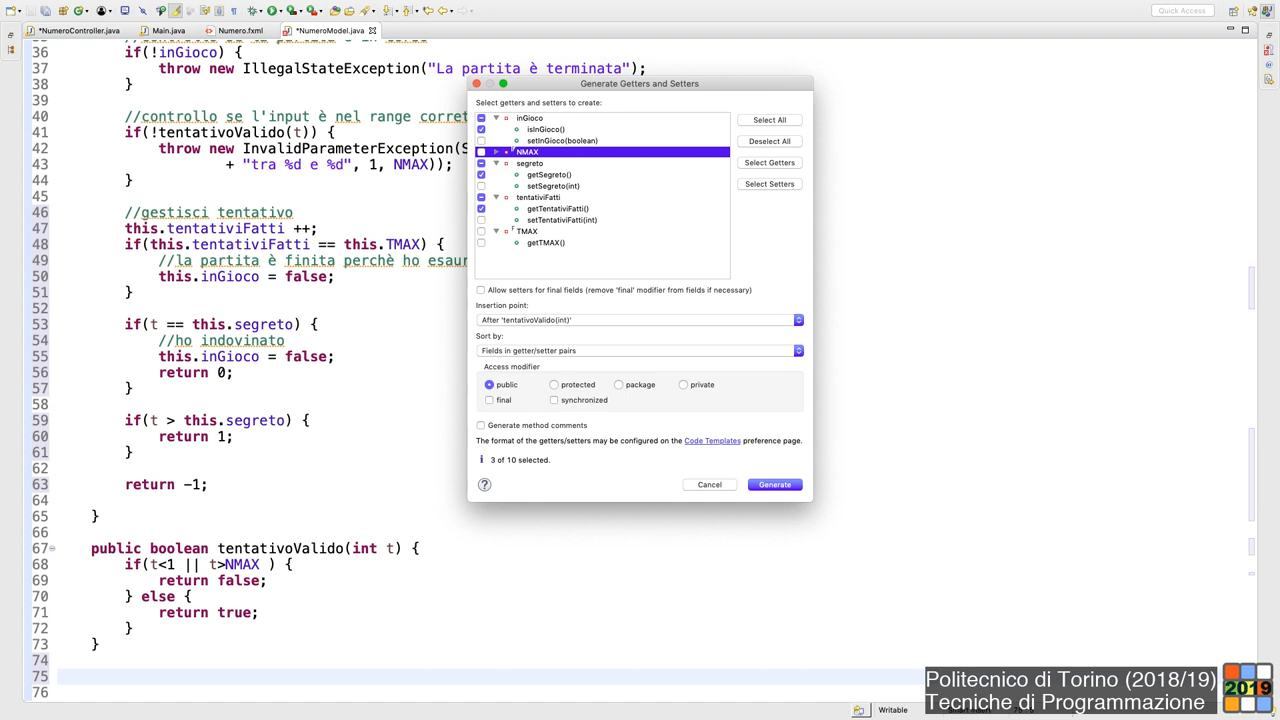 Quick Access
*NumeroController.java
Main.java
Numero.fxml
*NumeroModel.java
36 if(!inGioco) {
37 throw new IllegalStateException("La partita è terminata");
38 }
39
40 //controllo se l'input è nel range corret
41 if(!tentativoValido(t)) {
42 throw new InvalidParameterException(S
43 + "tra %d e %d", 1, NMAX));
44 }
45
46 //gestisci tentativo
47 this.tentativiFatti ++;
48 if(this.tentativiFatti == this.TMAX) {
49 //la partita è finita perchè ho esaur
50 this.inGioco = false;
51 }
52
53 if(t == this.segreto) {
54 //ho indovinato
55 this.inGioco = false;
56 return 0;
57 }
58
59 if(t > this.segreto) {
60 return 1;
61 }
62
63 return -1;
64
65 }
66
67 public boolean tentativoValido(int t) {
68 if(t<1 || t>NMAX ) {
69 return false;
70 } else {
71 return true;
72 }
73 }
74
75
76
Generate Getters and Setters
Select getters and setters to create:
inGioco
isInGioco()
setInGioco(boolean)
NMAX
segreto
getSegreto()
setSegreto(int)
tentativiFatti
getTentativiFatti()
setTentativiFatti(int)
F TMAX
getTMAX()
Select All
Deselect All
Select Getters
Select Setters
Allow setters for final fields (remove 'final' modifier from fields if necessary)
Insertion point:
After 'tentativoValido(int)'
Sort by:
Fields in getter/setter pairs
Access modifier
public protected package private
final synchronized
Generate method comments
The format of the getters/setters may be configured on the Code Templates preference page.
i 3 of 10 selected.
? Cancel Generate
Politecnico di Torino (2018/19)
Tecniche di Programmazione
2019
Writable